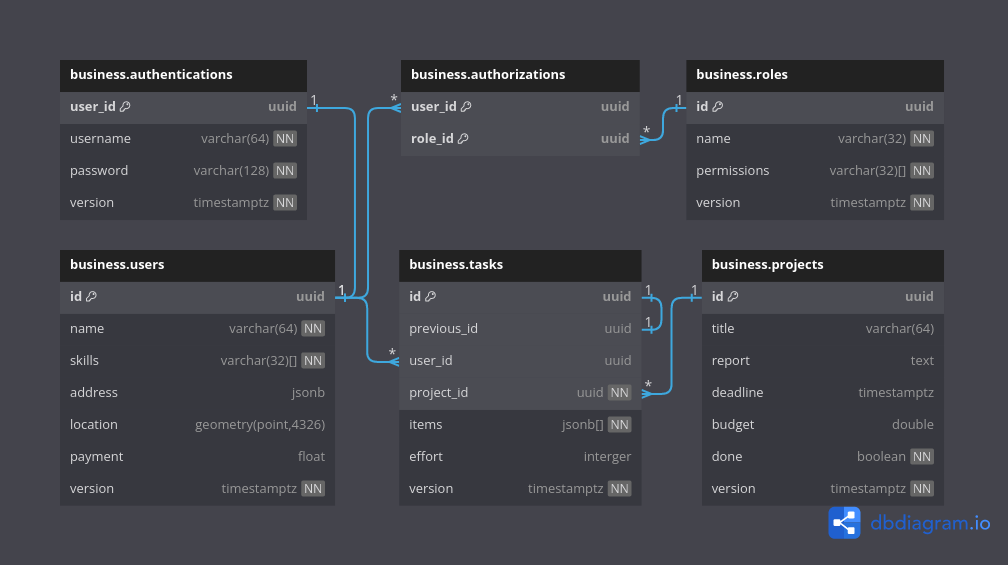 business.authentications
user_id uuid
username varchar(64) NN
password varchar(128) NN
version timestamptz NN
business.authorizations
user_id uuid
role_id uuid
business.roles
id uuid
name varchar(32) NN
permissions varchar(32)[] NN
version timestamptz NN
1 * * 1
business.users
id uuid
name varchar(64) NN
skills varchar(32)[] NN
address jsonb
location geometry(point,4326)
payment float
version timestamptz NN
business.tasks
id uuid
previous_id uuid
user_id uuid
project_id uuid NN
items jsonb[] NN
effort interger
version timestamptz NN
business.projects
id uuid
title varchar(64)
report text
deadline timestamptz
budget double
done boolean NN
version timestamptz NN
1 1 1
1
* *
dbdiagram.io